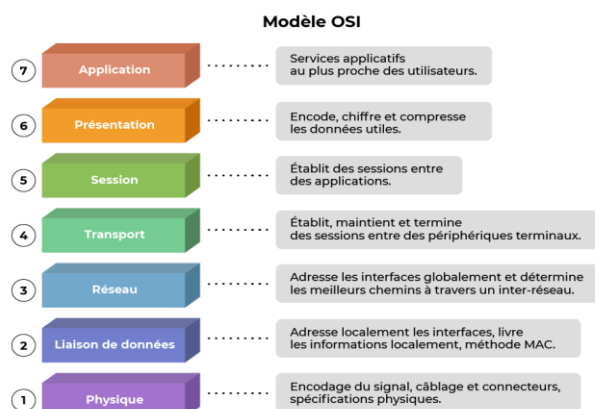 Modèle OSI
7
Application
Services applicatifs
au plus proche des utilisateurs.
6
Présentation
Encode, chiffre et compresse
les données utiles.
5
Session
Établit des sessions entre
des applications.
4
Transport
Établit, maintient et termine
des sessions entre des périphériques terminaux.
3
Réseau
Adresse les interfaces globalement et détermine
les meilleurs chemins à travers un inter-réseau.
2
Liaison de données
Adresse localement les interfaces, livre
les informations localement, méthode MAC.
1
Physique
Encodage du signal, câblage et connecteurs,
spécifications physiques.